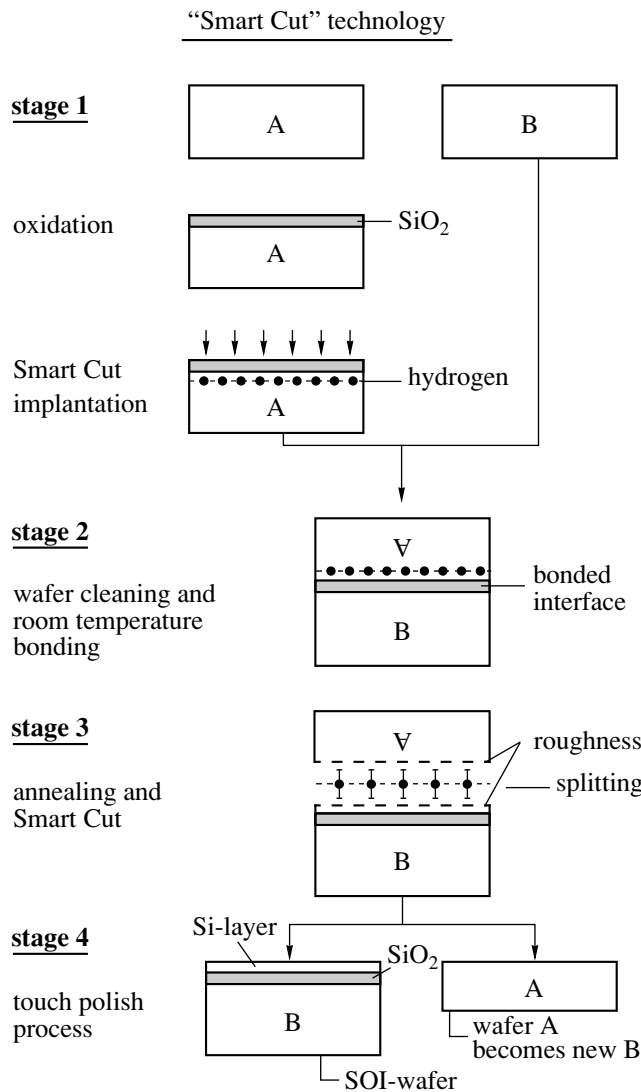 “Smart Cut” technology
stage 1
A
B
oxidation
SiO2
A
Smart Cut
implantation
hydrogen
A
stage 2
A
wafer cleaning and
room temperature
bonding
bonded
interface
B
stage 3
A
roughness
annealing and
Smart Cut
splitting
B
stage 4
Si-layer
SiO2
touch polish
process
B
A
wafer A
becomes new B
SOI-wafer